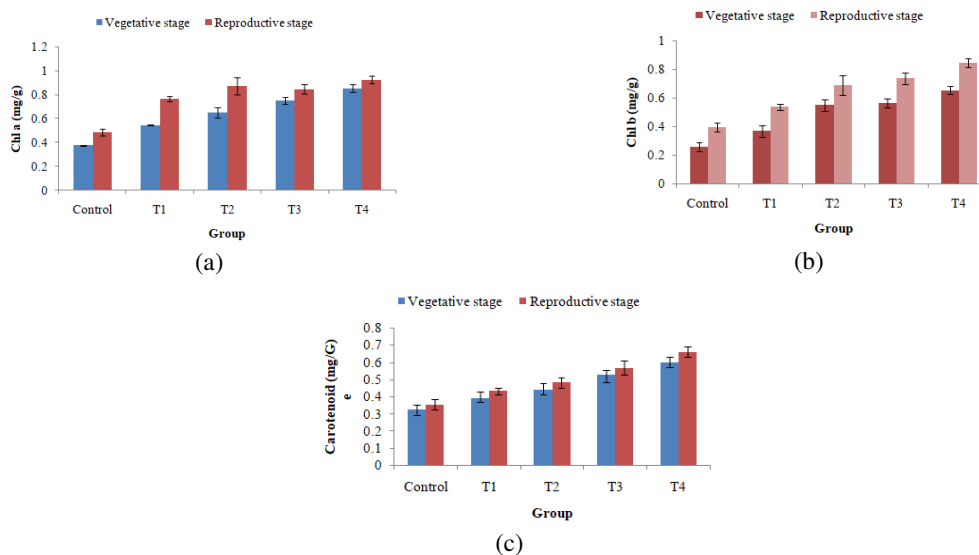 Vegetative stage Reproductive stage
1.2
1
0.8
0.6
0.4
0.2
0
Chl a (mg/g)
Control T1 T2 T3 T4
Group
(a)
Vegetative stage Reproductive stage
1
0.8
0.6
0.4
0.2
0
Chl b (mg/g)
Control T1 T2 T3 T4
Group
(b)
Vegetative stage Reproductive stage
0.8
0.7
0.6
0.5
0.4
0.3
0.2
0.1
0
Carotenoid (mg/G)
e
Control T1 T2 T3 T4
Group
(c)